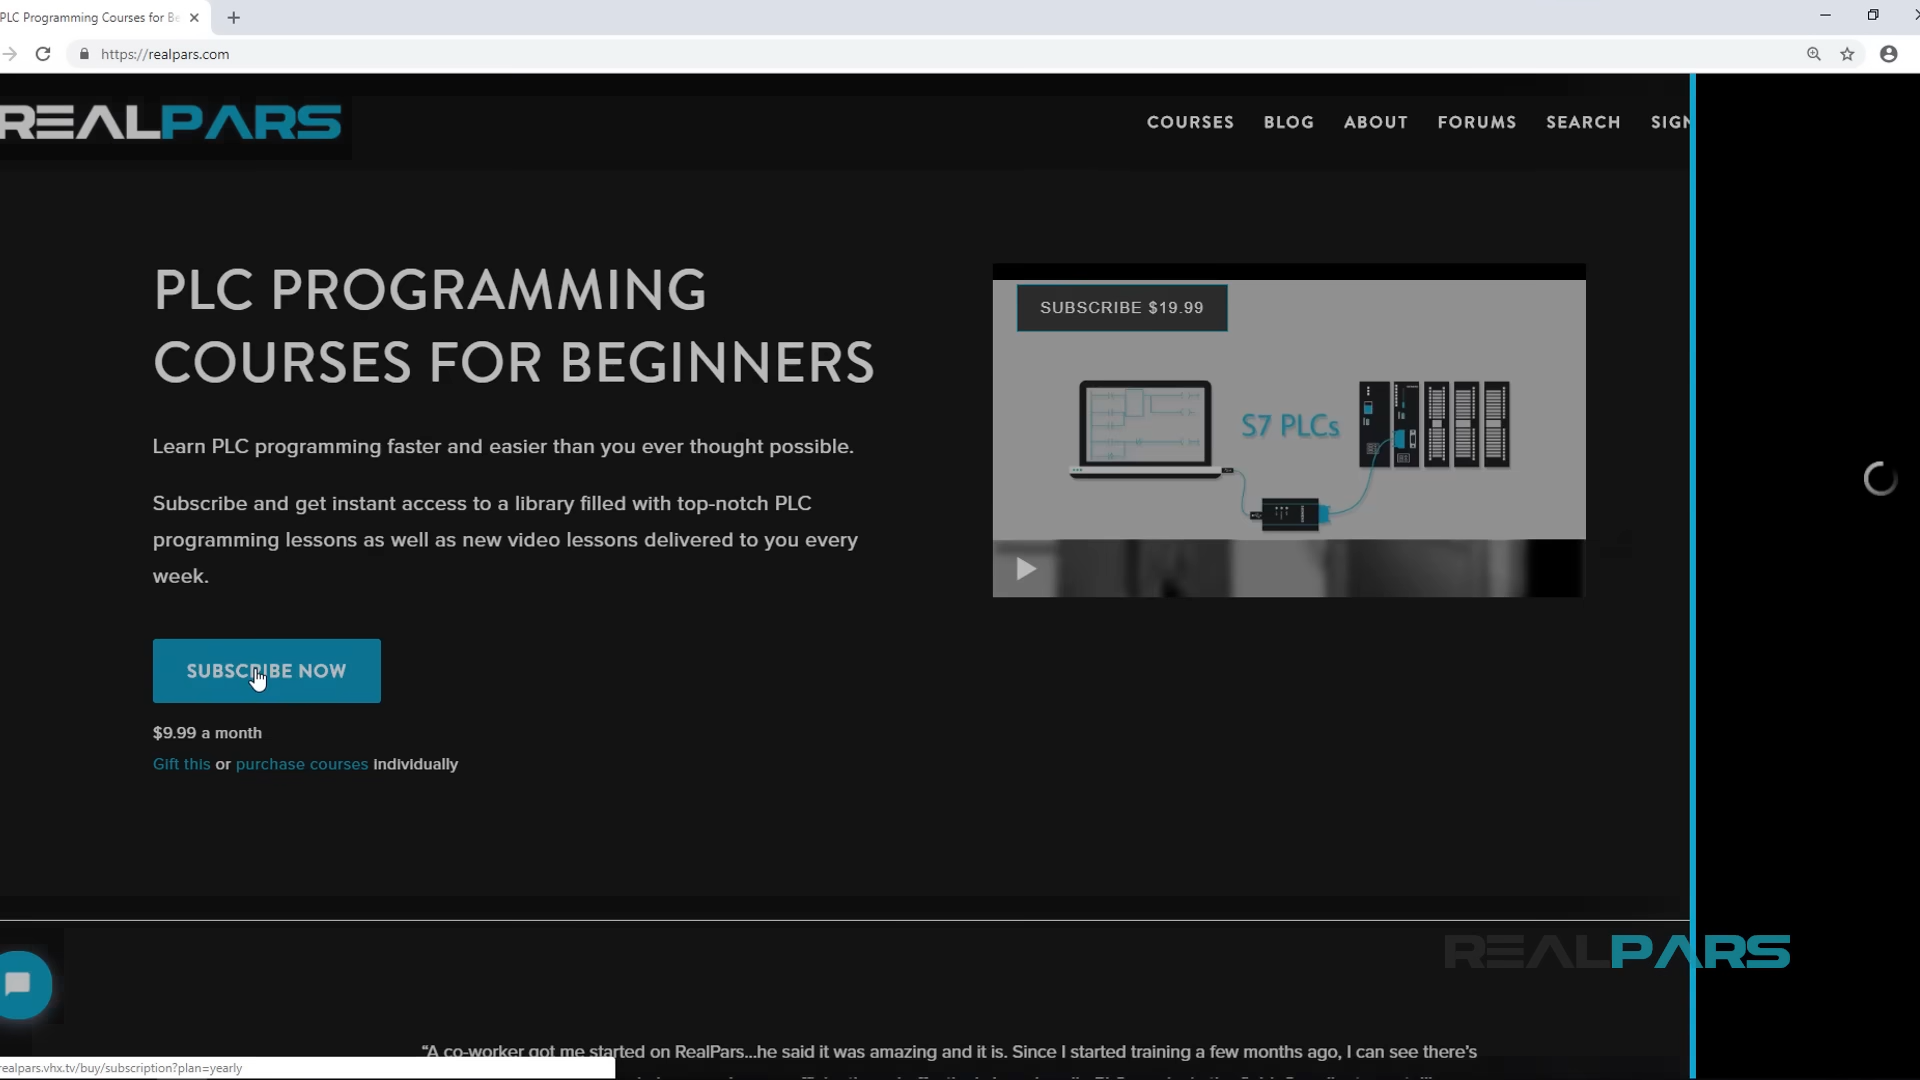 PLC Programming Courses for Be
https://realpars.com
REALPARS
COURSES BLOG ABOUT FORUMS SEARCH SIGN
PLC PROGRAMMING
COURSES FOR BEGINNERS
Learn PLC programming faster and easier than you ever thought possible.
Subscribe and get instant access to a library filled with top-notch PLC
programming lessons as well as new video lessons delivered to you every
week.
SUBSCRIBE NOW
$9.99 a month
Gift this or purchase courses individually
SUBSCRIBE $19.99
S7 PLCs
REALPARS
“A co-worker got me started on RealPars...he said it was amazing and it is. Since I started training a few months ago, I can see there’s
realpars.vhx.tv/buy/subscription?plan=yearly